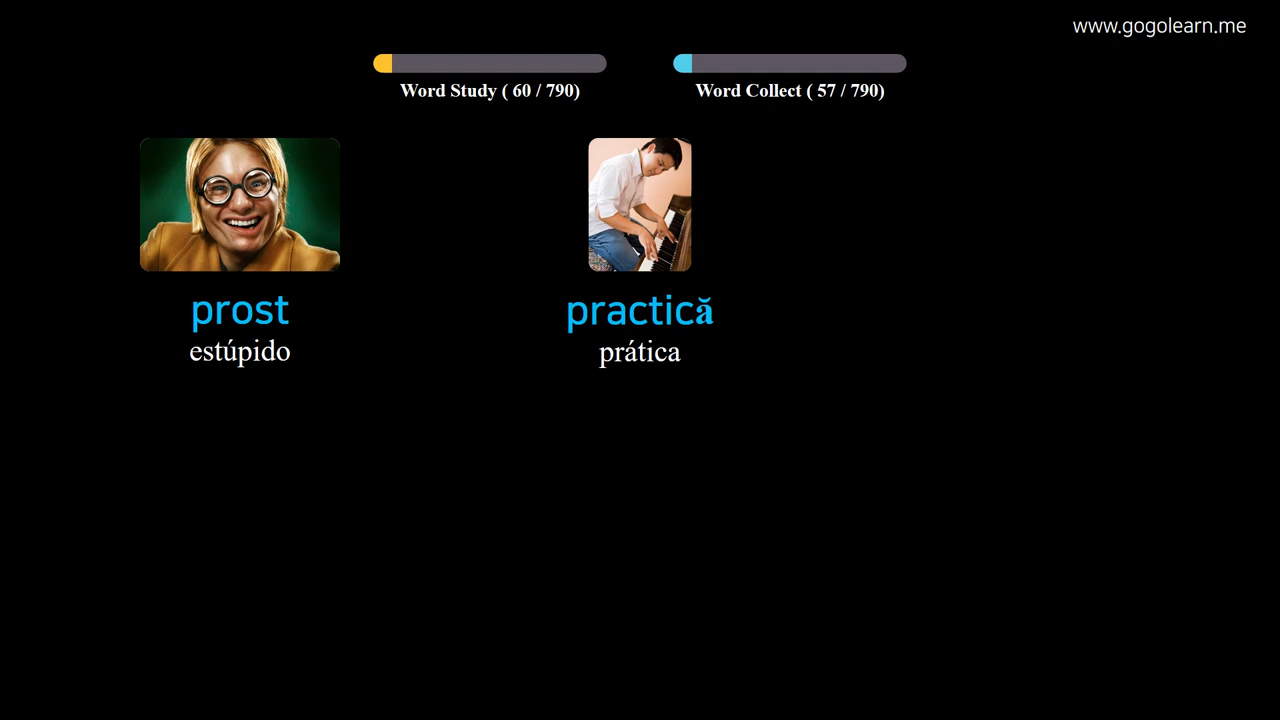 www.gogolearn.me
Word Study ( 60 / 790)
Word Collect ( 57 / 790)
prost
estúpido
practică
prática